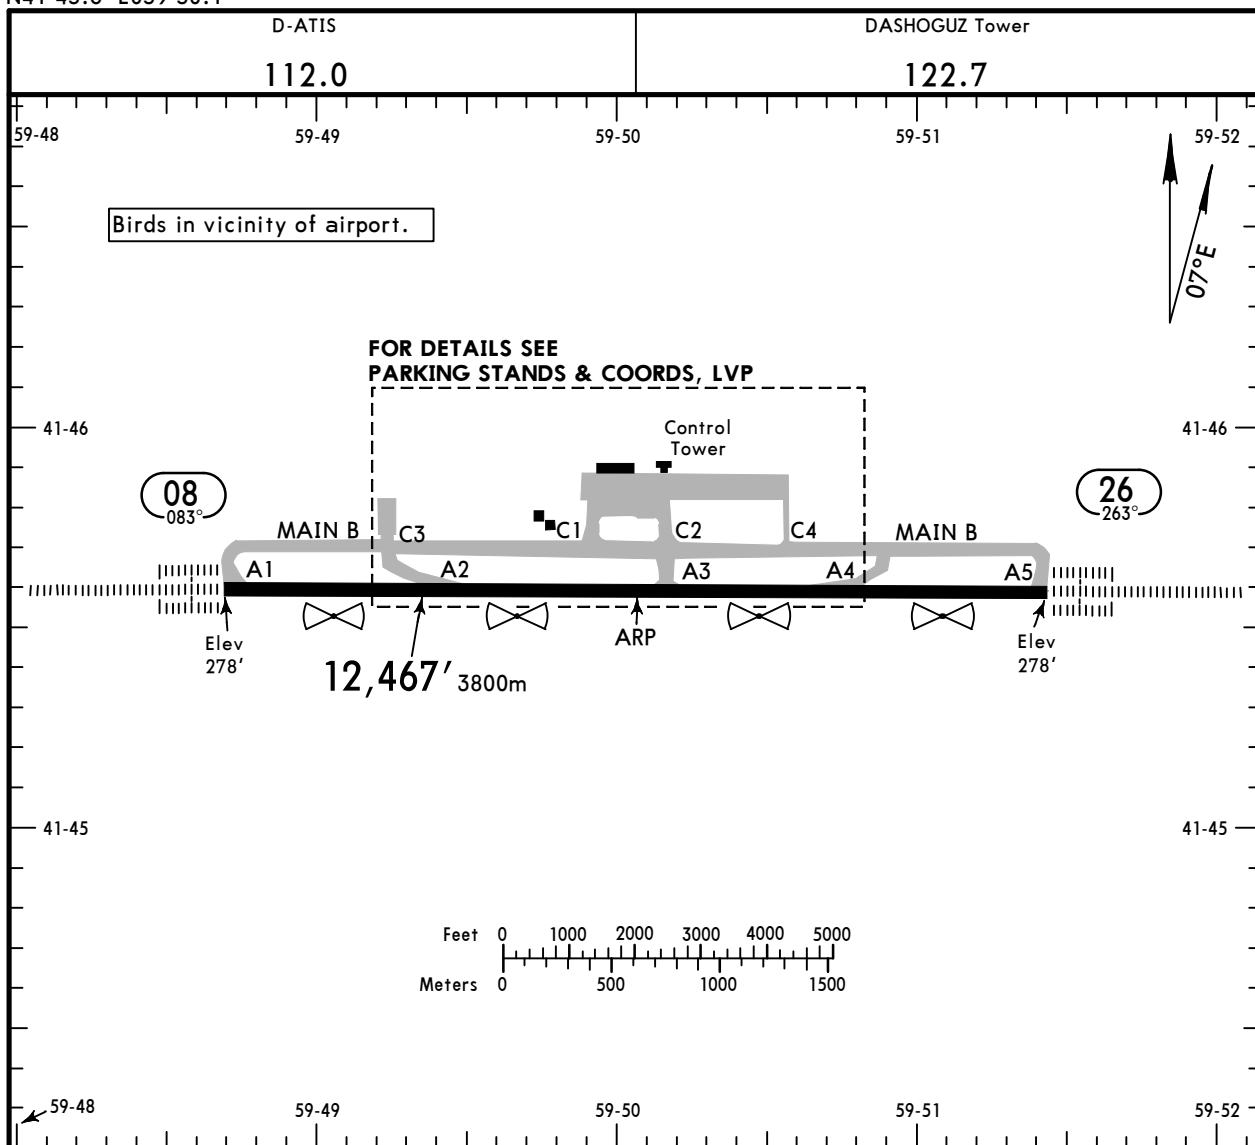 D-ATIS
DASHOGUZ Tower
112.0
122.7
59-48
59-49
59-50
59-51
59-52
Birds in vicinity of airport.
07°E
FOR DETAILS SEE
PARKING STANDS & COORDS, LVP
41-46
Control
Tower
41-46
08
083°
26
263°
MAIN B
C3
C1
C2
C4
MAIN B
A1
A2
A3
A4
A5
Elev
278'
ARP
Elev
278'
12,467' 3800m
41-45
41-45
Feet 0 1000 2000 3000 4000 5000
Meters 0 500 1000 1500
59-48
59-49
59-50
59-51
59-52